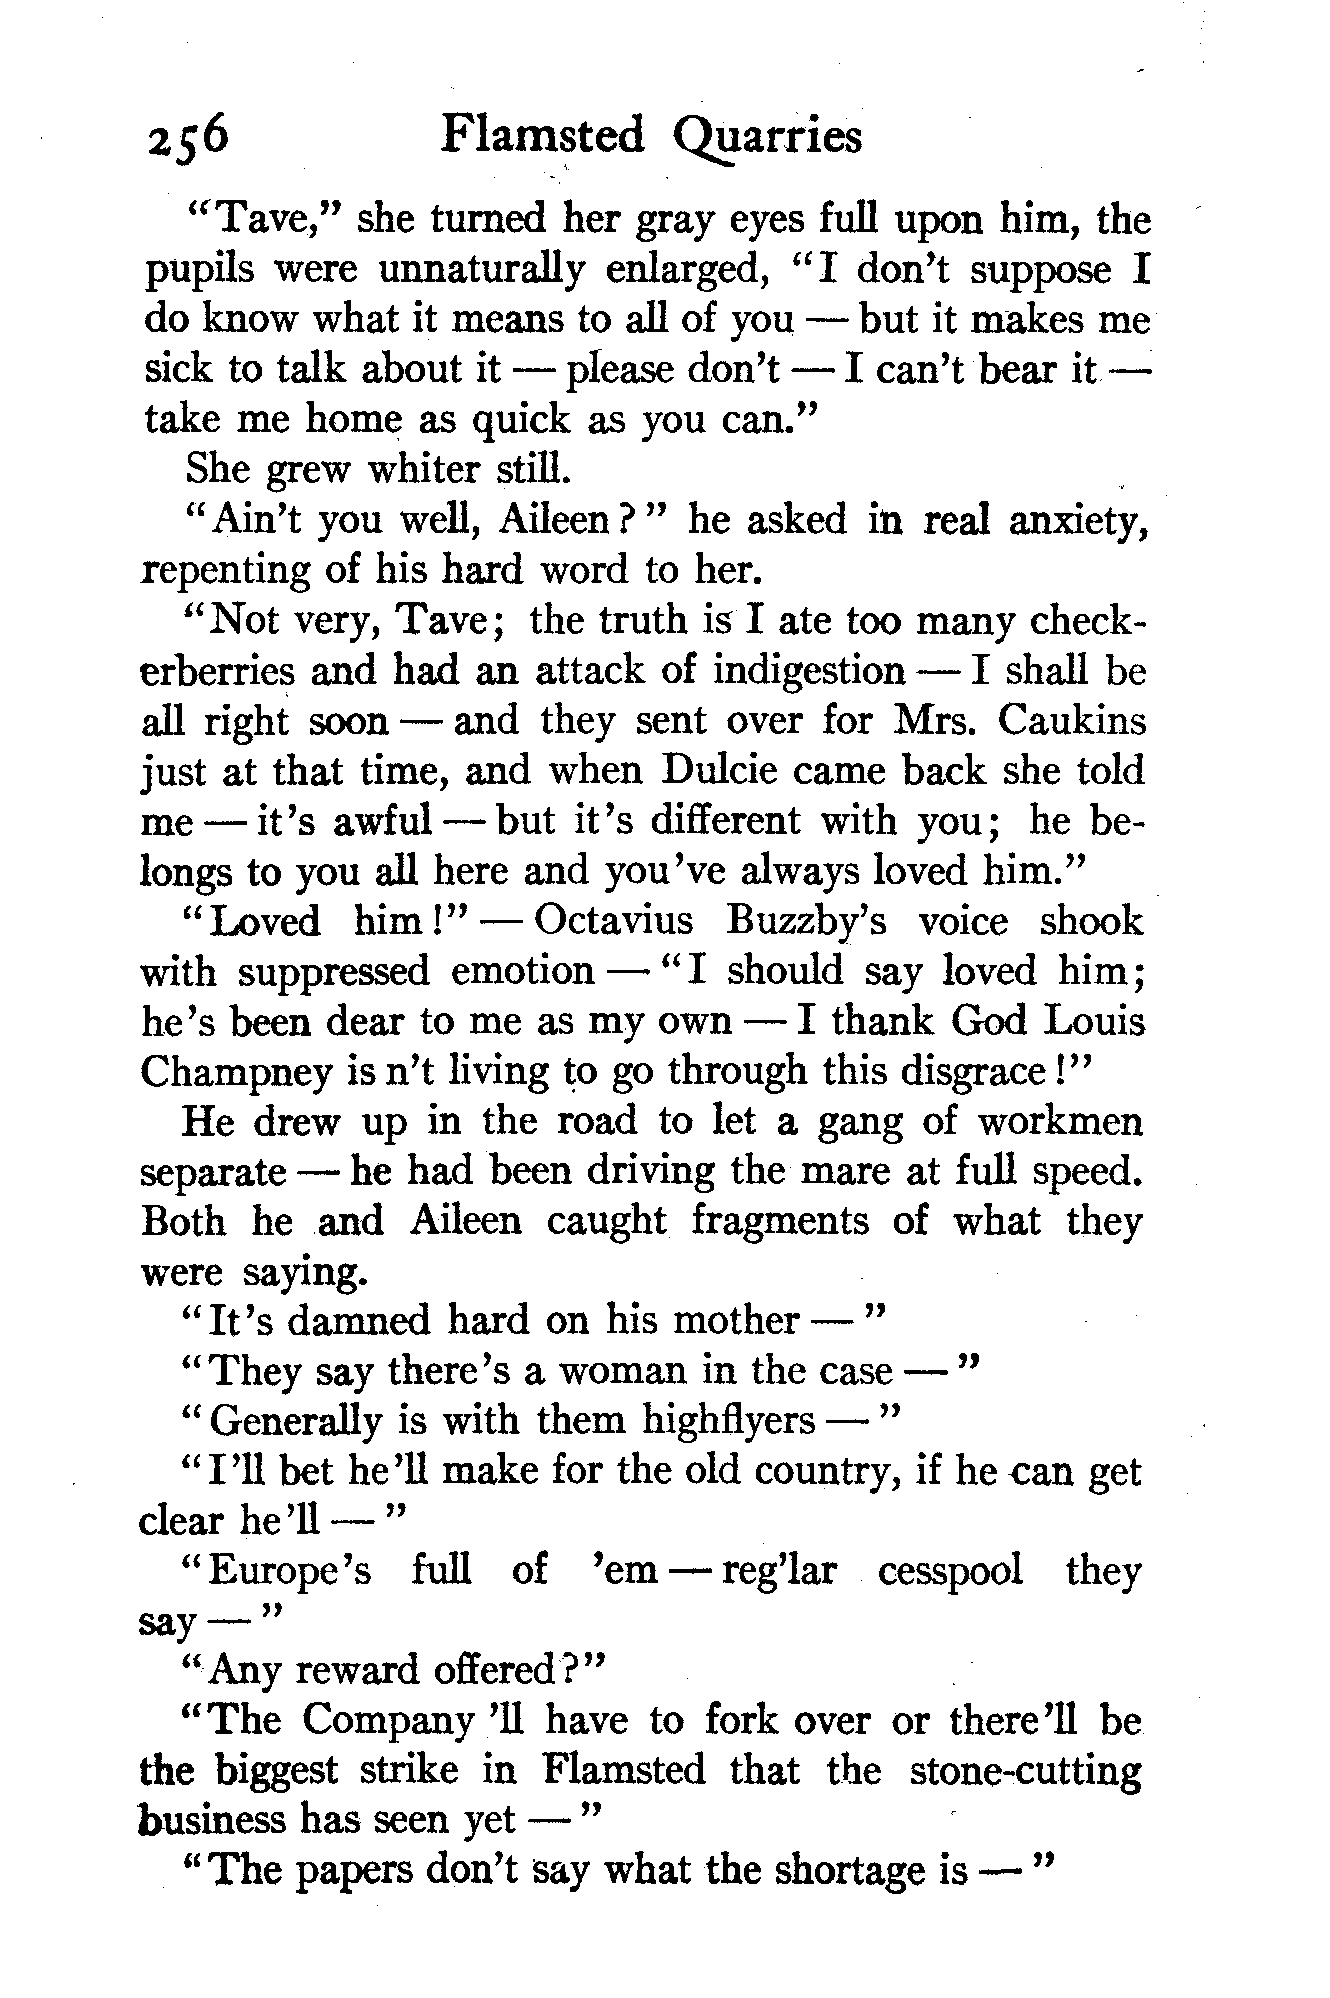 256 Flamsted Quarries
"Tave," she turned her gray eyes full upon him, the
pupils were unnaturally enlarged, "I don't suppose I
do know what it means to all of you — but it makes me
sick to talk about it — please don't — I can't bear it —
take me home as quick as you can."
She grew whiter still.
"Ain't you well, Aileen?" he asked in real anxiety,
repenting of his hard word to her.
"Not very, Tave; the truth is I ate too many check-
erberries and had an attack of indigestion — I shall be
all right soon — and they sent over for Mrs. Caukins
just at that time, and when Dulcie came back she told
me — it's awful — but it's different with you; he be-
longs to you all here and you've always loved him."
"Loved him!" — Octavius Buzzby's voice shook
with suppressed emotion — "I should say loved him;
he's been dear to me as my own — I thank God Louis
Champney is n't living to go through this disgrace!"
He drew up in the road to let a gang of workmen
separate — he had been driving the mare at full speed.
Both he and Aileen caught fragments of what they
were saying.
"It's damned hard on his mother — "
"They say there's a woman in the case — "
"Generally is with them highflyers — "
"I'll bet he'll make for the old country, if he can get
clear he'll — "
"Europe's full of 'em — reg'lar cesspool they
say — "
"Any reward offered?"
"The Company 'll have to fork over or there'll be
the biggest strike in Flamsted that the stone-cutting
business has seen yet — "
"The papers don't say what the shortage is — "